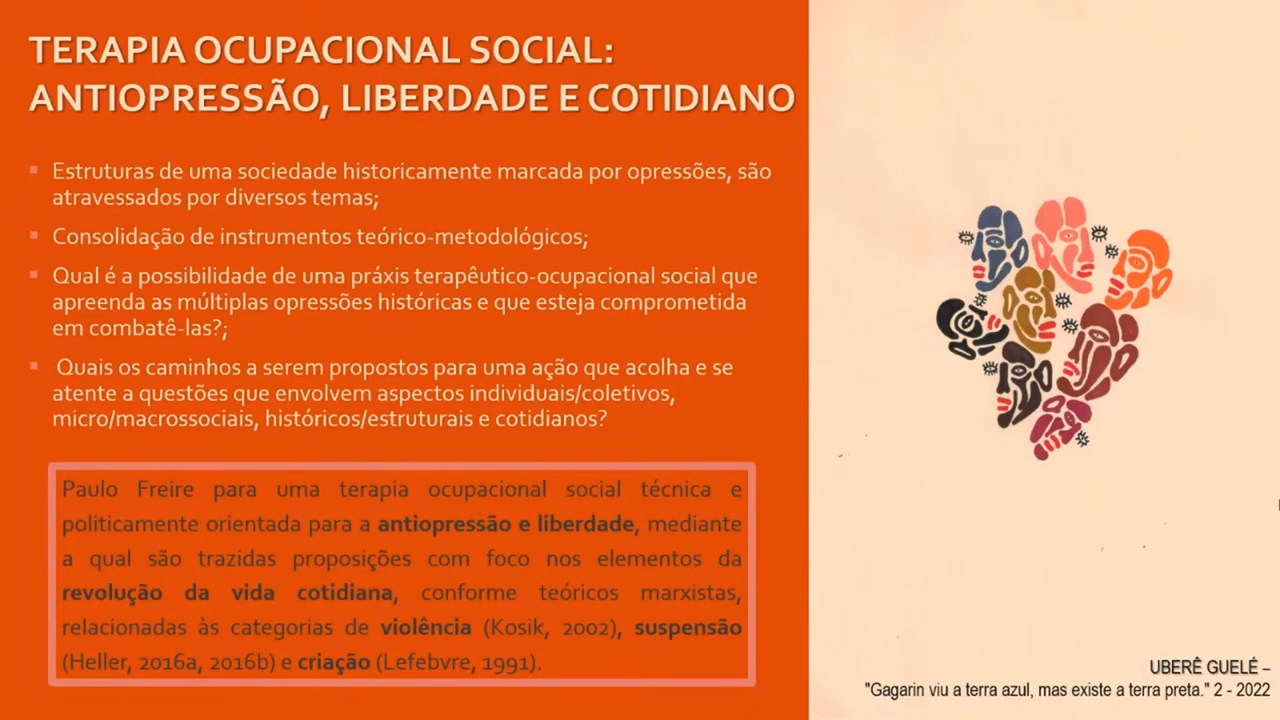 TERAPIA OCUPACIONAL SOCIAL:
ANTIOPRESSÃO, LIBERDADE E COTIDIANO
Estruturas de uma sociedade historicamente marcada por opressões, são
atravessados por diversos temas;
Consolidação de instrumentos teórico-metodológicos;
Qual é a possibilidade de uma práxis terapêutico-ocupacional social que
apreenda as múltiplas opressões históricas e que esteja comprometida
em combatê-las?;
Quais os caminhos a serem propostos para uma ação que acolha e se
atente a questões que envolvem aspectos individuais/coletivos,
micro/macrossociais, históricos/estruturais e cotidianos?
Paulo Freire para uma terapia ocupacional social técnica e
politicamente orientada para a antiopressão e liberdade, mediante
a qual são trazidas proposições com foco nos elementos da
revolução da vida cotidiana, conforme teóricos marxistas,
relacionadas às categorias de violência (Kosik, 2002), suspensão
(Heller, 2016a, 2016b) e criação (Lefebvre, 1991).
UBERÊ GUELÉ –
"Gagarin viu a terra azul, mas existe a terra preta." 2 - 2022